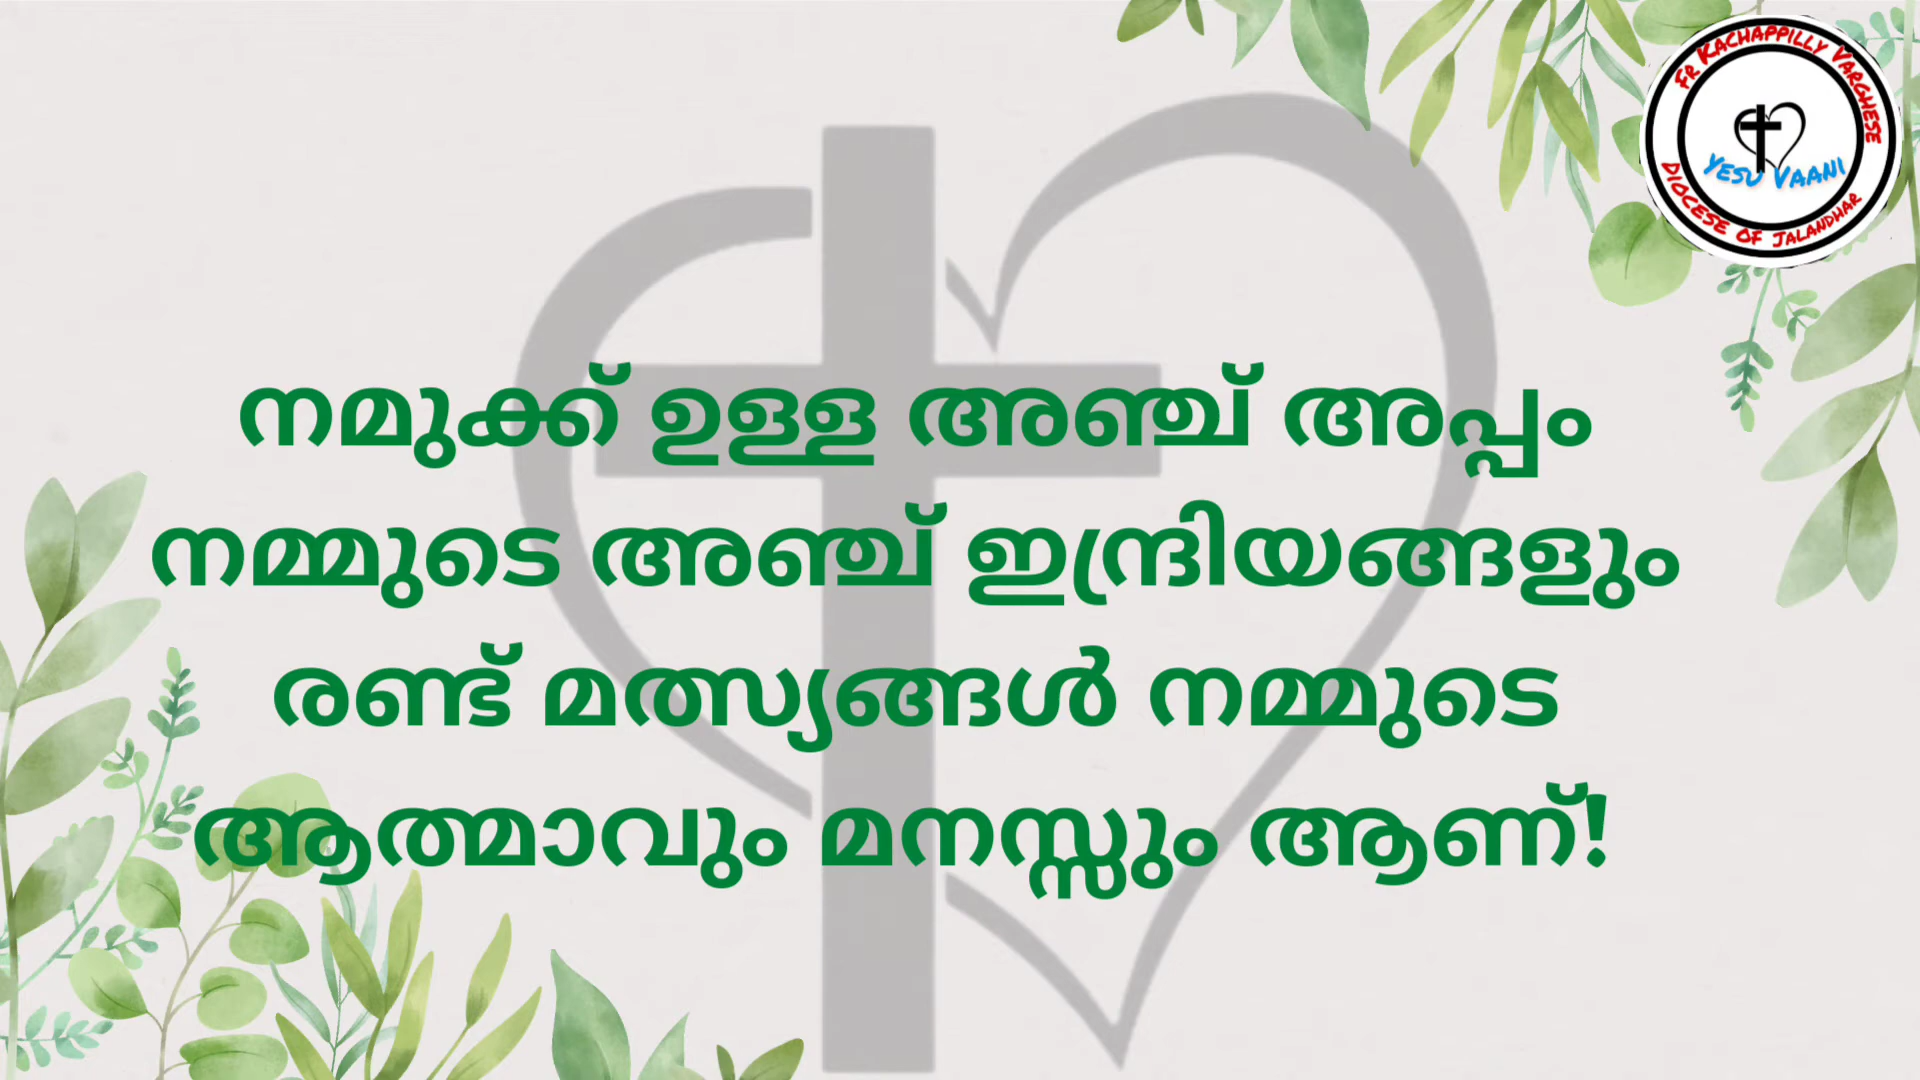 FR KACHAPPILLY VARGHESE
YESU VAANI
DIOCESE OF JALANDHAR
നമുക്ക് ഉള്ള അഞ്ച് അപ്പം
നമ്മുടെ അഞ്ച് ഇന്ദ്രിയങ്ങളും
രണ്ട് മത്സ്യങ്ങൾ നമ്മുടെ
ആത്മാവും മനസ്സും ആണ്!